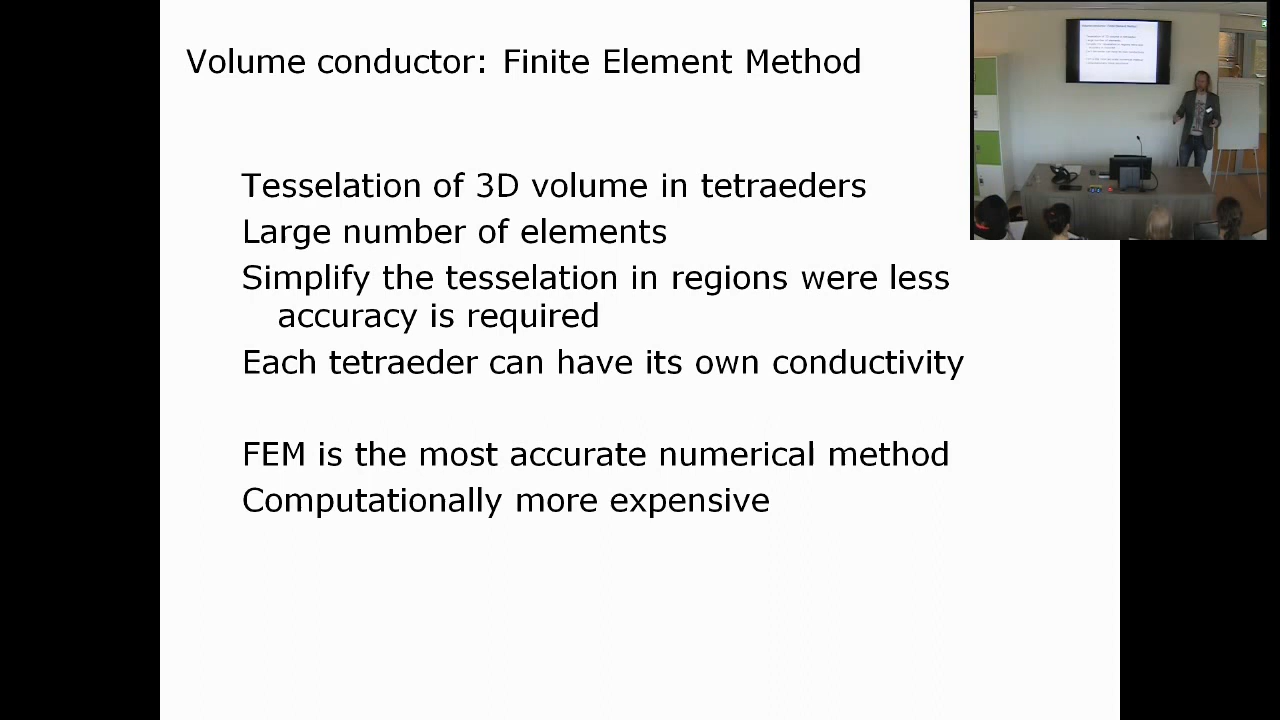 Volume conductor: Finite Element Method
Tesselation of 3D volume in tetraeders
Large number of elements
Simplify the tesselation in regions were less
accuracy is required
Each tetraeder can have its own conductivity
FEM is the most accurate numerical method
Computationally more expensive